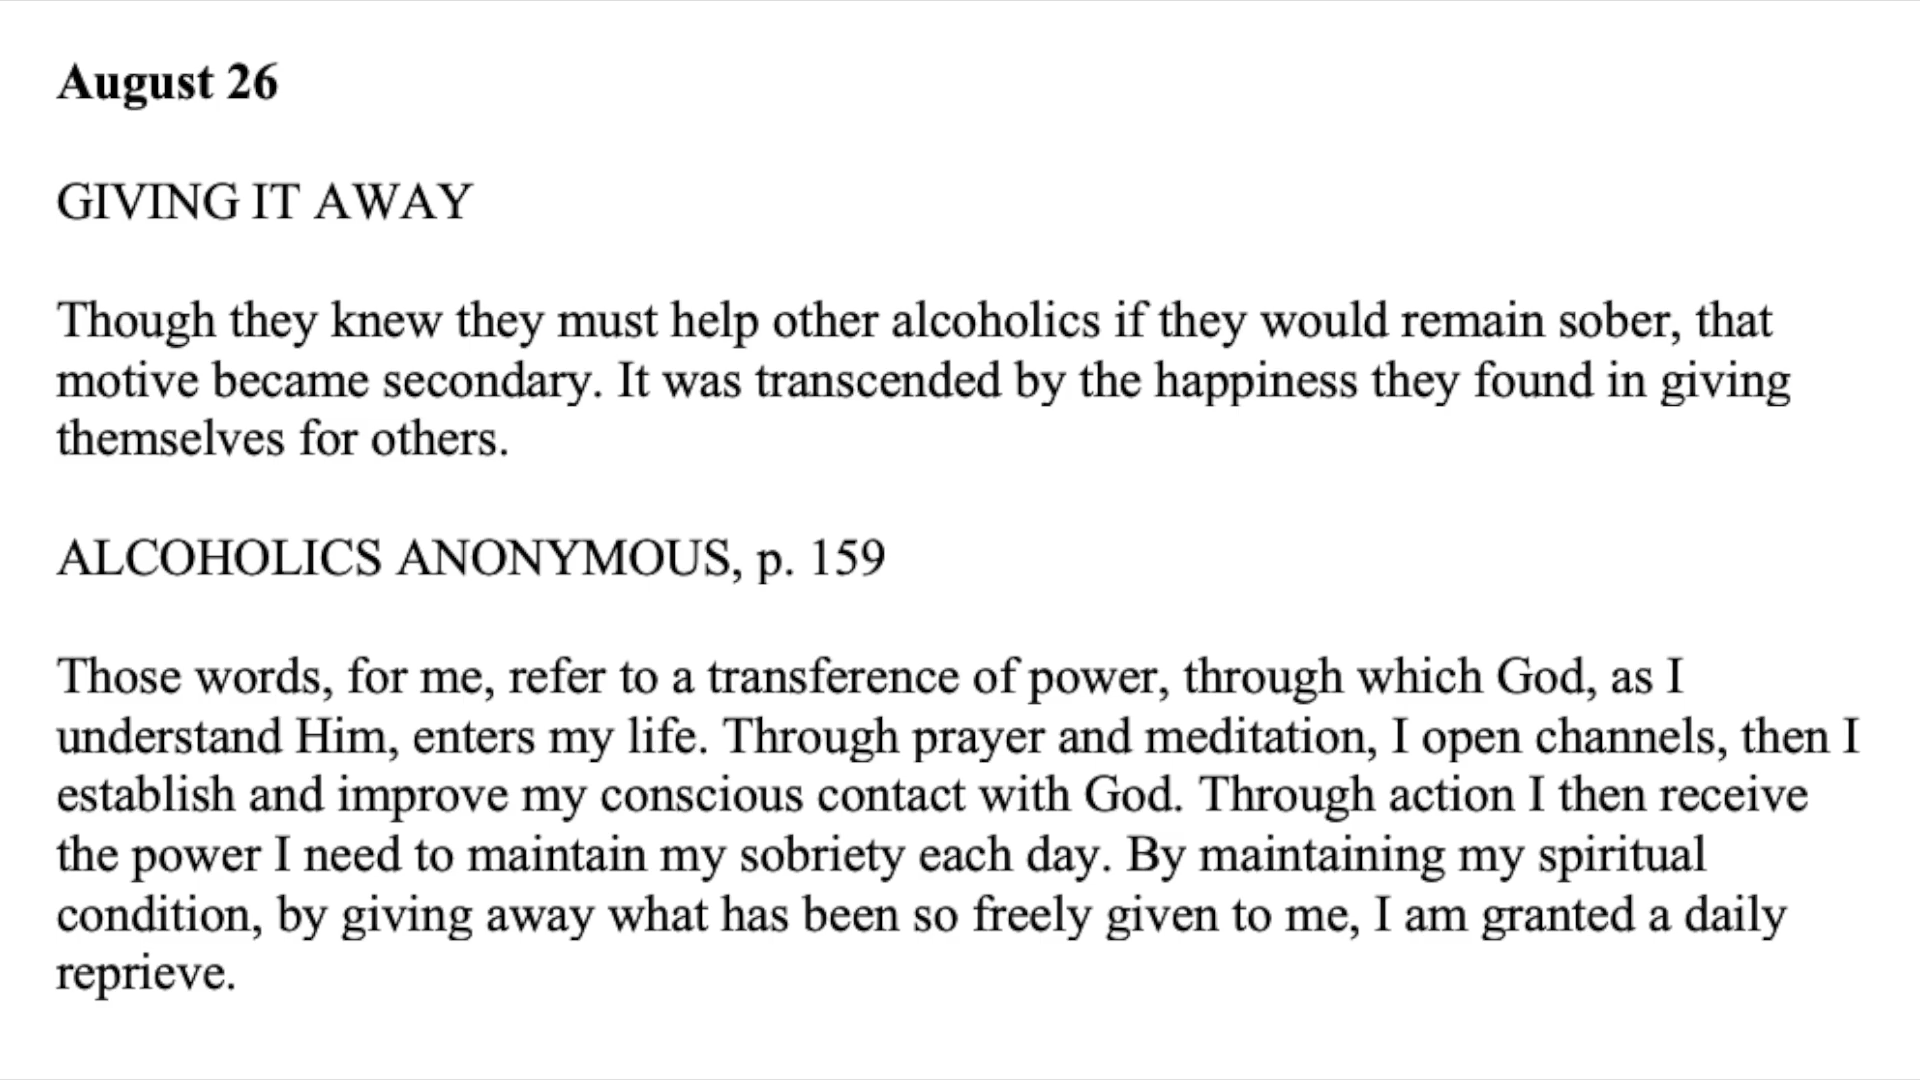 August 26
GIVING IT AWAY
Though they knew they must help other alcoholics if they would remain sober, that
motive became secondary. It was transcended by the happiness they found in giving
themselves for others.
ALCOHOLICS ANONYMOUS, p. 159
Those words, for me, refer to a transference of power, through which God, as I
understand Him, enters my life. Through prayer and meditation, I open channels, then I
establish and improve my conscious contact with God. Through action I then receive
the power I need to maintain my sobriety each day. By maintaining my spiritual
condition, by giving away what has been so freely given to me, I am granted a daily
reprieve.